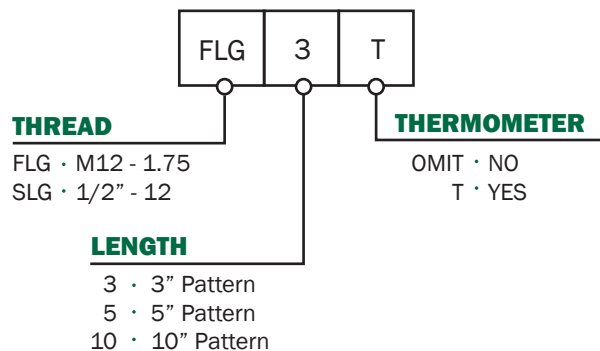 FLG 3 T
THREAD
FLG · M12 - 1.75
SLG · 1/2” - 12
THERMOMETER
OMIT · NO
T · YES
LENGTH
3 · 3” Pattern
5 · 5” Pattern
10 · 10” Pattern